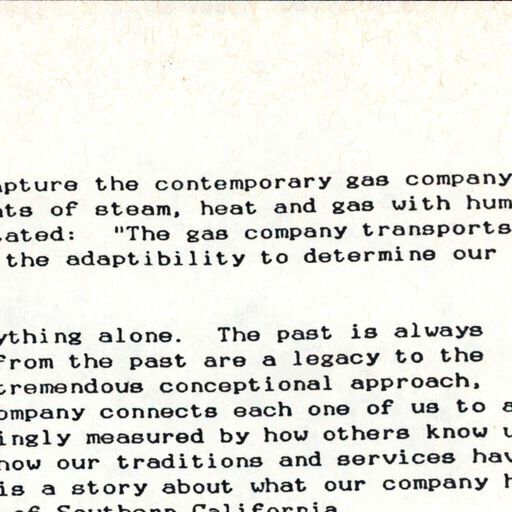 apture the contemporary gas company
nts of steam, heat and gas with hum
tated:  "The gas company transports
the adaptibility to determine our
ything alone.  The past is always
from the past are a legacy to the
tremendous conceptional approach,
ompany connects each one of us to a
ingly measured by how others know u
how our traditions and services hav
is a story about what our company h
of Southern California